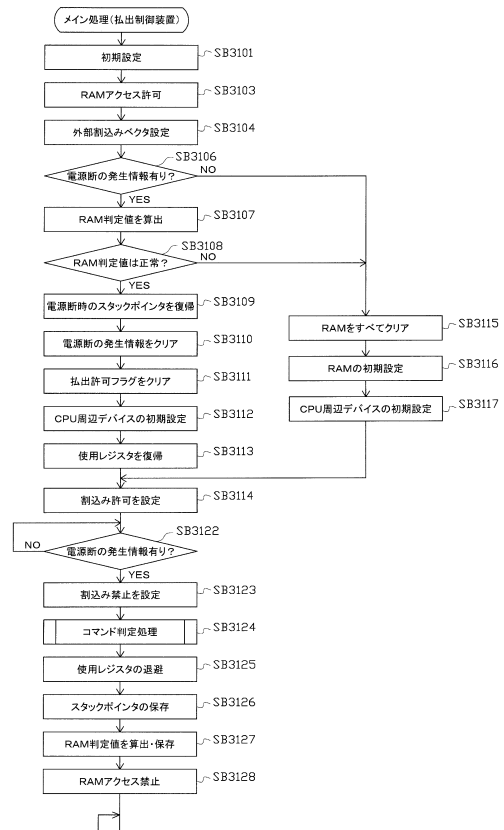 メイン処理(払出制御装置)
初期設定
SB3101
RAMアクセス許可
SB3103
外部割込みベクタ設定
SB3104
SB3106
電源断の発生情報有り?
NO
YES
RAM判定値を算出
SB3107
SB3108
RAM判定値は正常?
NO
YES
電源断時のスタックポインタを復帰
SB3109
電源断の発生情報をクリア
SB3110
払出許可フラグをクリア
SB3111
CPU周辺デバイスの初期設定
SB3112
使用レジスタを復帰
SB3113
RAMをすべてクリア
SB3115
RAMの初期設定
SB3116
CPU周辺デバイスの初期設定
SB3117
割込み許可を設定
SB3114
SB3122
電源断の発生情報有り?
NO
YES
割込み禁止を設定
SB3123
コマンド判定処理
SB3124
使用レジスタの退避
SB3125
スタックポインタの保存
SB3126
RAM判定値を算出・保存
SB3127
RAMアクセス禁止
SB3128